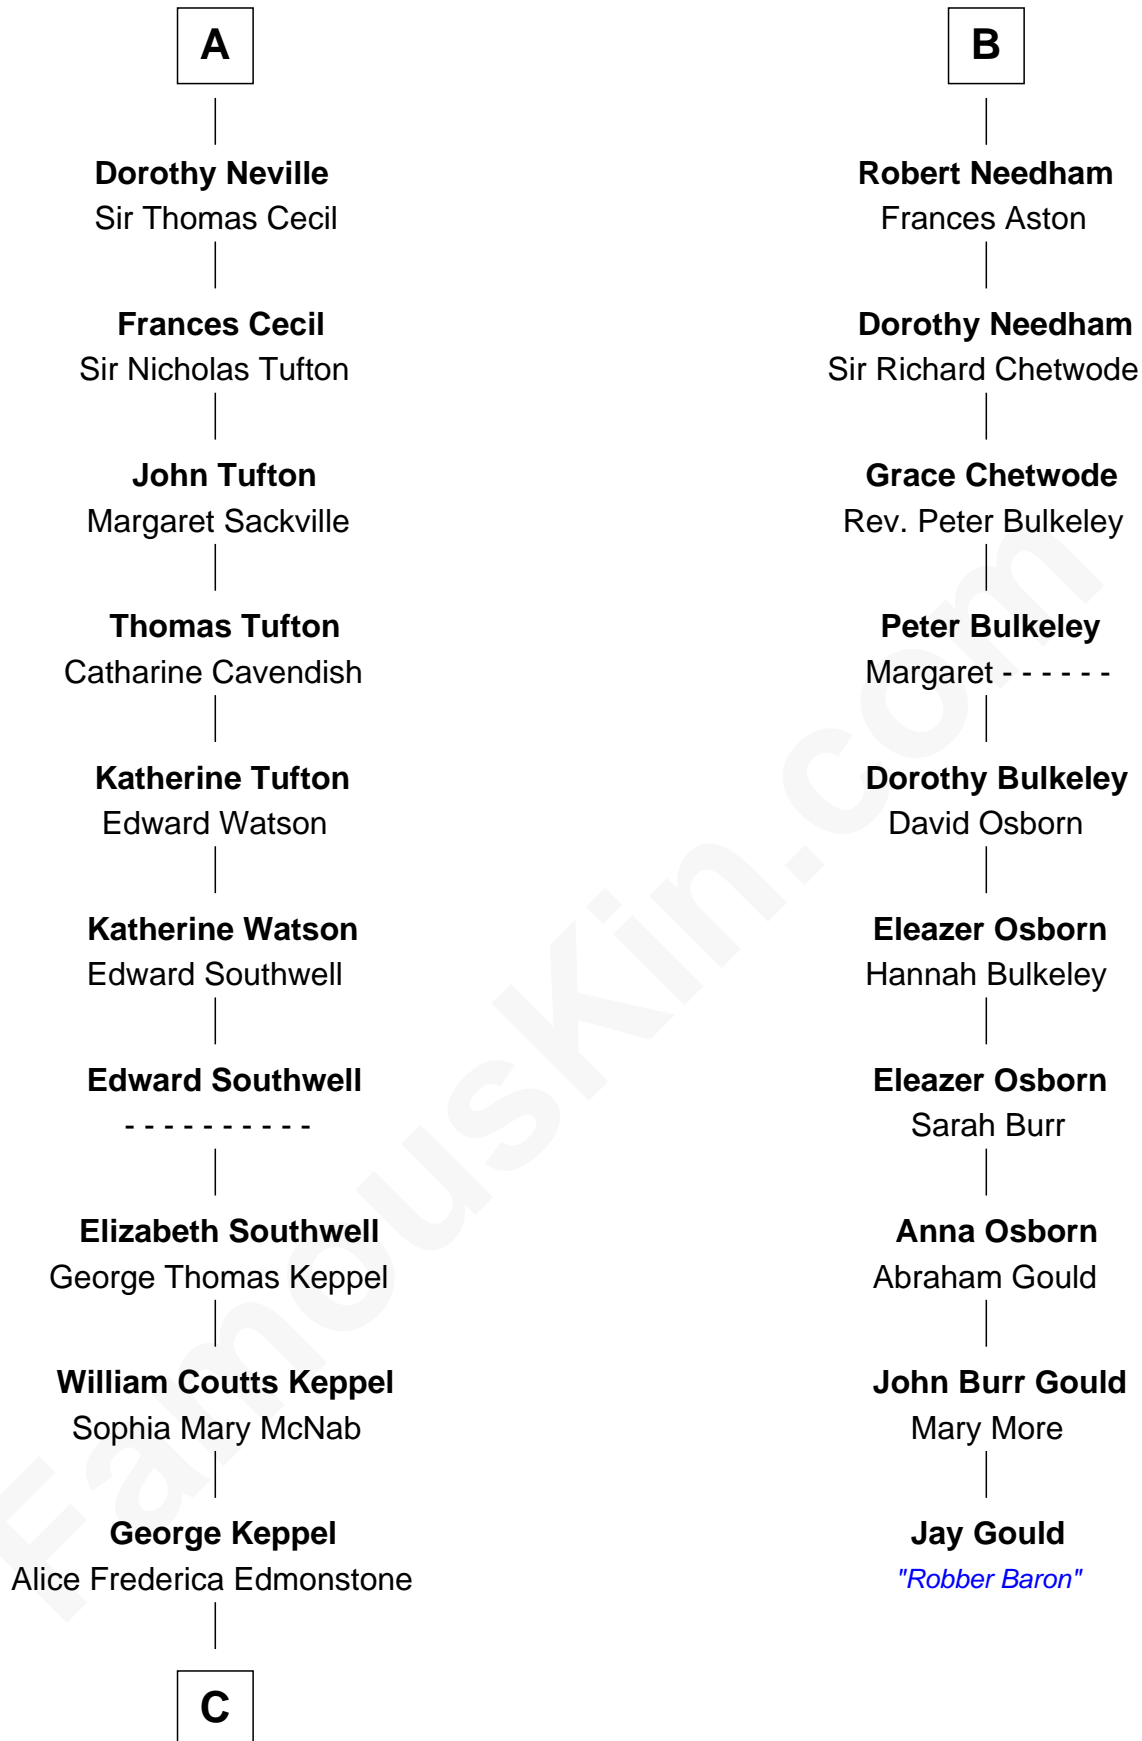 A
Dorothy Neville
Sir Thomas Cecil
Frances Cecil
Sir Nicholas Tufton
John Tufton
Margaret Sackville
Thomas Tufton
Catharine Cavendish
Katherine Tufton
Edward Watson
Katherine Watson
Edward Southwell
Edward Southwell
- - - - - - - - - -
Elizabeth Southwell
George Thomas Keppel
William Coutts Keppel
Sophia Mary McNab
George Keppel
Alice Frederica Edmonstone
C
B
Robert Needham
Frances Aston
Dorothy Needham
Sir Richard Chetwode
Grace Chetwode
Rev. Peter Bulkeley
Peter Bulkeley
Margaret - - - - - -
Dorothy Bulkeley
David Osborn
Eleazer Osborn
Hannah Bulkeley
Eleazer Osborn
Sarah Burr
Anna Osborn
Abraham Gould
John Burr Gould
Mary More
Jay Gould
"Robber Baron"
FamousKin.com